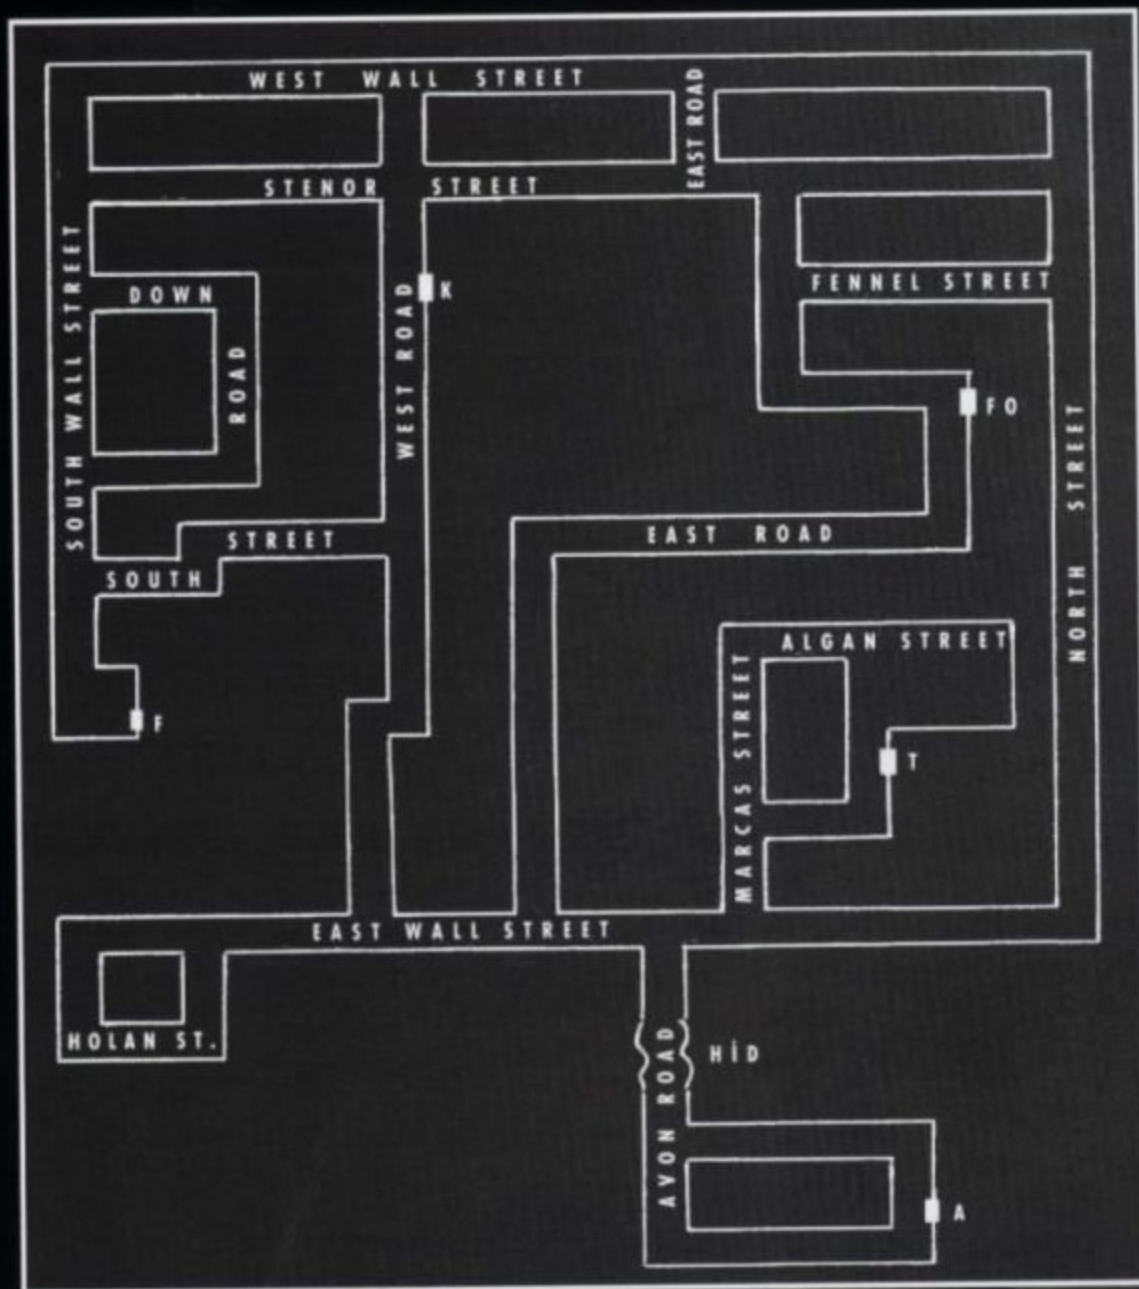 WEST WALL STREET
EAST ROAD
STENOR STREET
SOUTH WALL STREET
FENNEL STREET
DOWN
ROAD
WEST ROAD
K
FO
NORTH STREET
EAST ROAD
STREET
SOUTH
ALGAN STREET
MARCAS STREET
F
T
EAST WALL STREET
HOLAN ST.
AVON ROAD
HİD
A